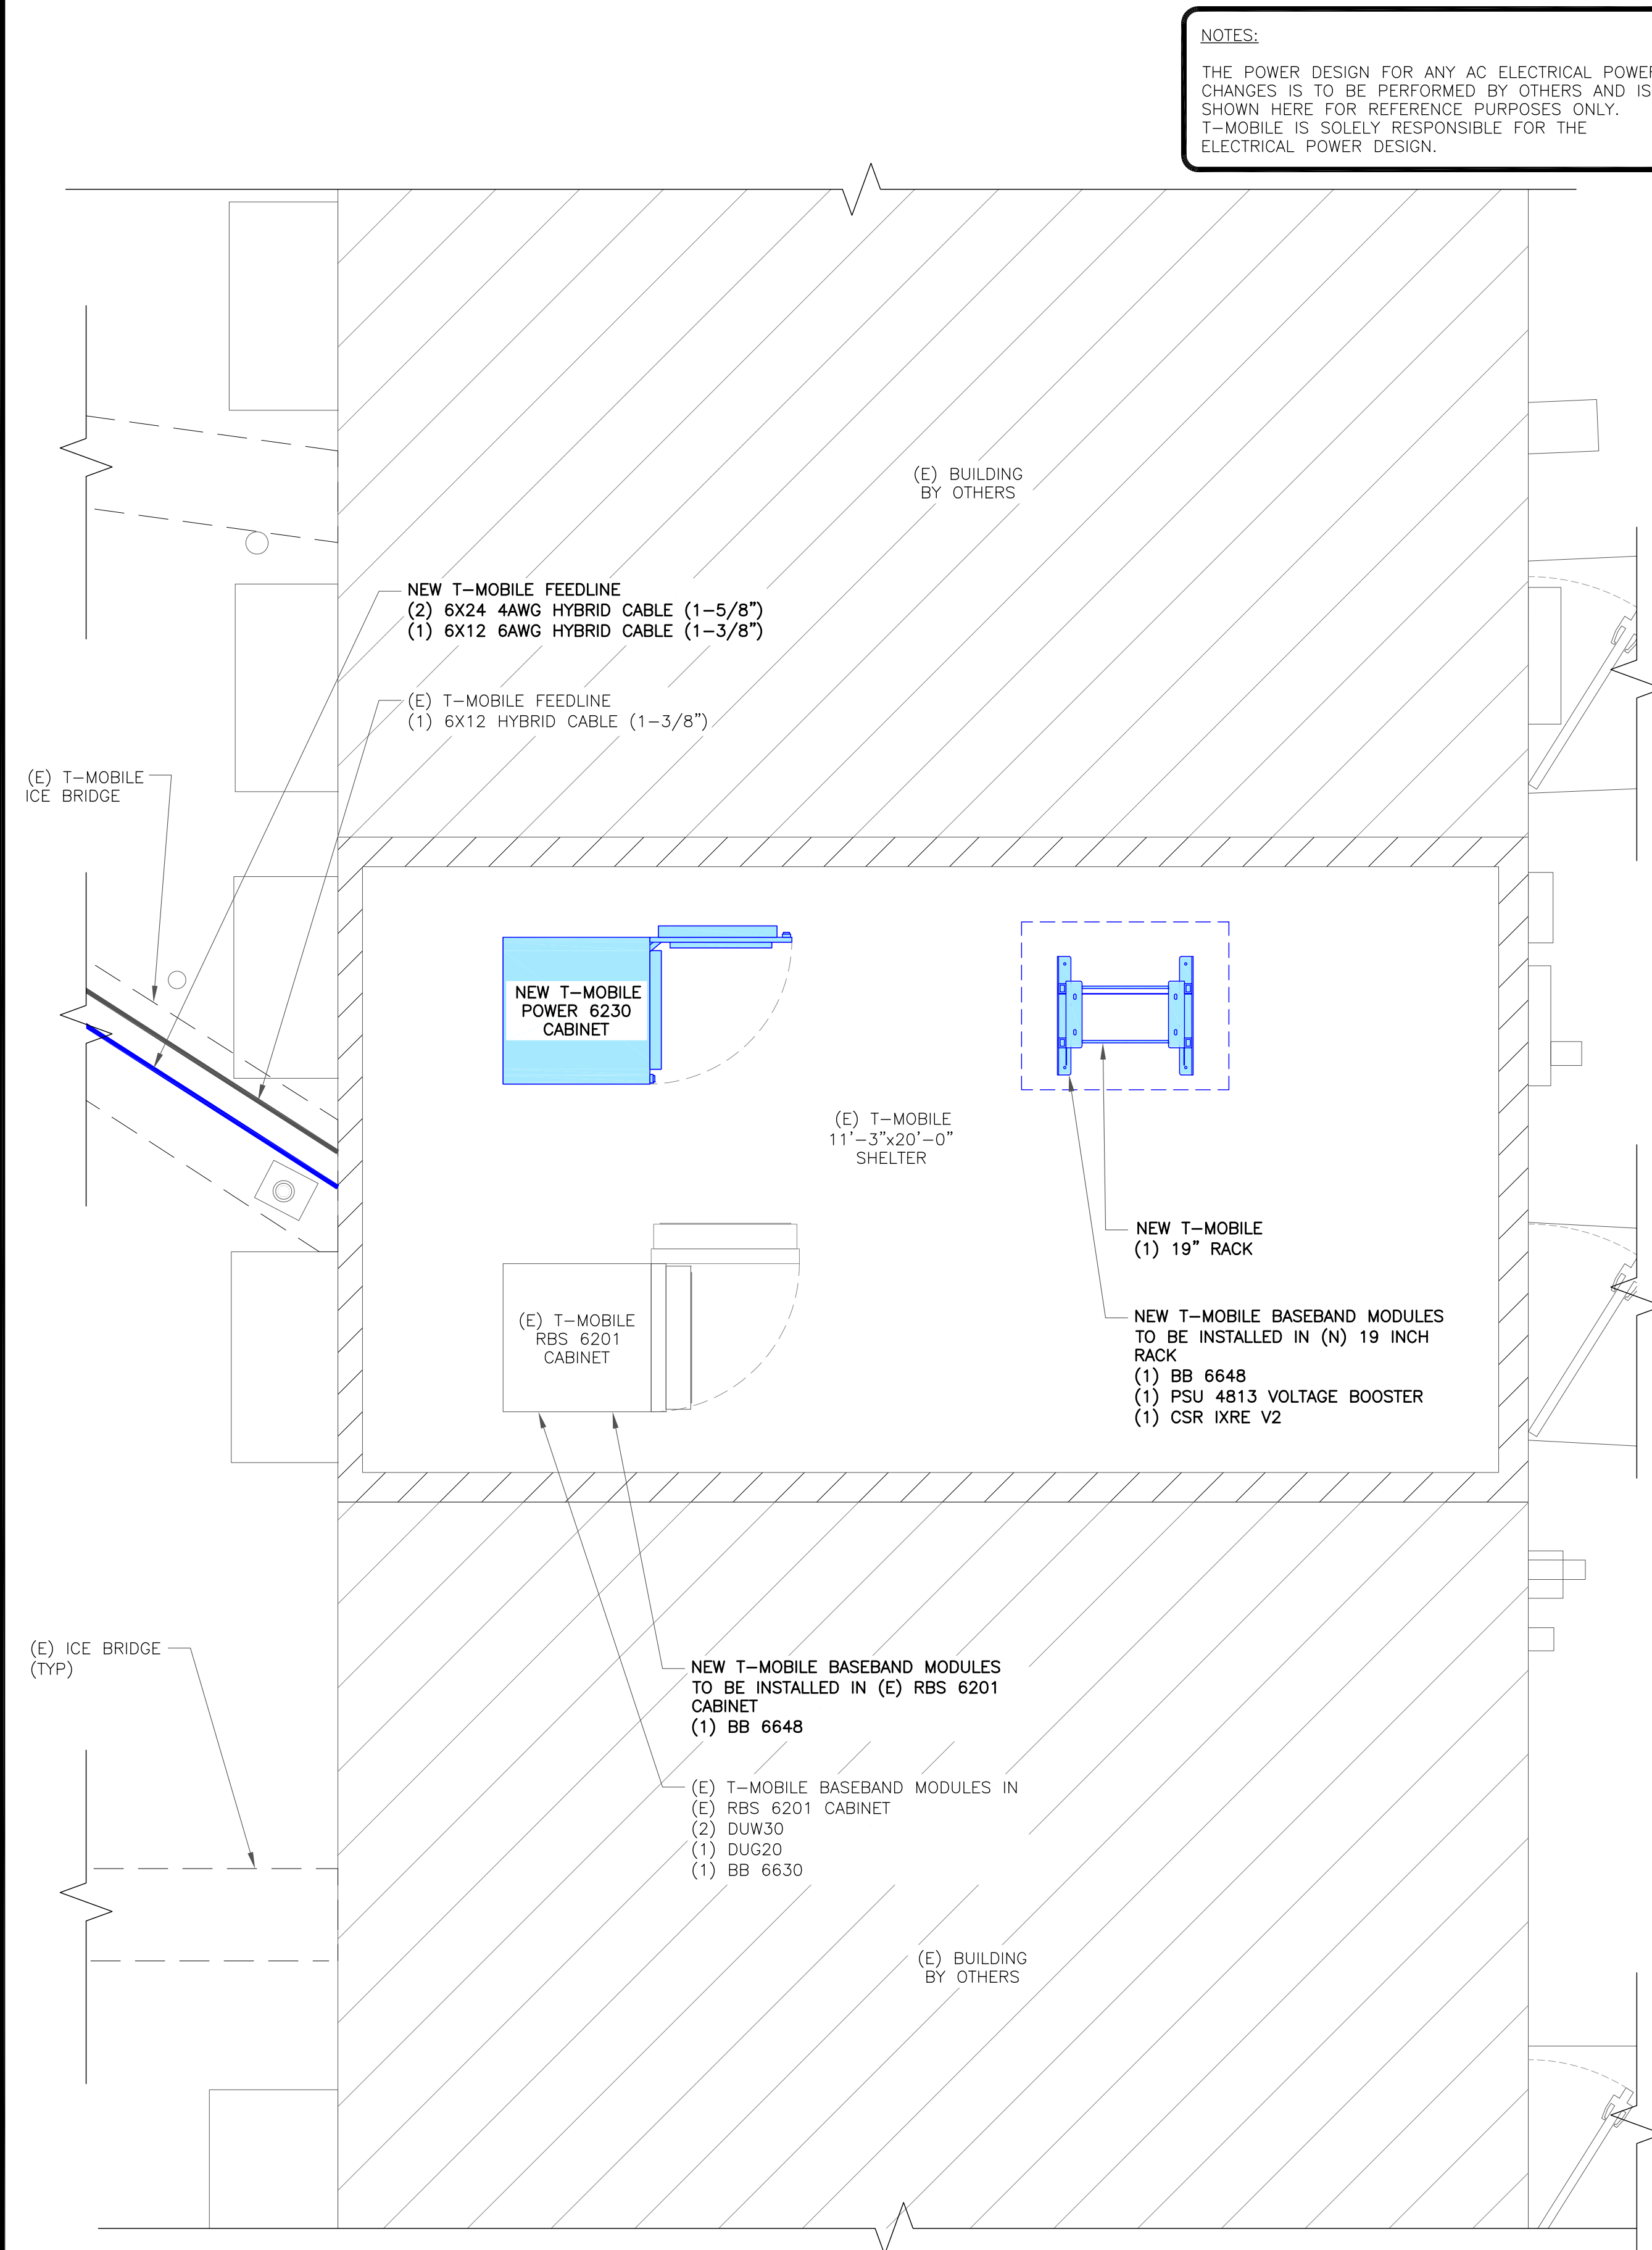 NOTES:
THE POWER DESIGN FOR ANY AC ELECTRICAL POWER
CHANGES IS TO BE PERFORMED BY OTHERS AND IS
SHOWN HERE FOR REFERENCE PURPOSES ONLY.
T-MOBILE IS SOLELY RESPONSIBLE FOR THE
ELECTRICAL POWER DESIGN.
(E) BUILDING
BY OTHERS
NEW T-MOBILE FEEDLINE
(2) 6X24 4AWG HYBRID CABLE (1-5/8")
(1) 6X12 6AWG HYBRID CABLE (1-3/8")
(E) T-MOBILE FEEDLINE
(1) 6X12 HYBRID CABLE (1-3/8")
(E) T-MOBILE
ICE BRIDGE
NEW T-MOBILE
POWER 6230
CABINET
(E) T-MOBILE
11'-3"x20'-0"
SHELTER
NEW T-MOBILE
(1) 19" RACK
(E) T-MOBILE
RBS 6201
CABINET
NEW T-MOBILE BASEBAND MODULES
TO BE INSTALLED IN (N) 19 INCH
RACK
(1) BB 6648
(1) PSU 4813 VOLTAGE BOOSTER
(1) CSR IXRE V2
(E) ICE BRIDGE
(TYP)
NEW T-MOBILE BASEBAND MODULES
TO BE INSTALLED IN (E) RBS 6201
CABINET
(1) BB 6648
(E) T-MOBILE BASEBAND MODULES IN
(E) RBS 6201 CABINET
(2) DUW30
(1) DUG20
(1) BB 6630
(E) BUILDING
BY OTHERS